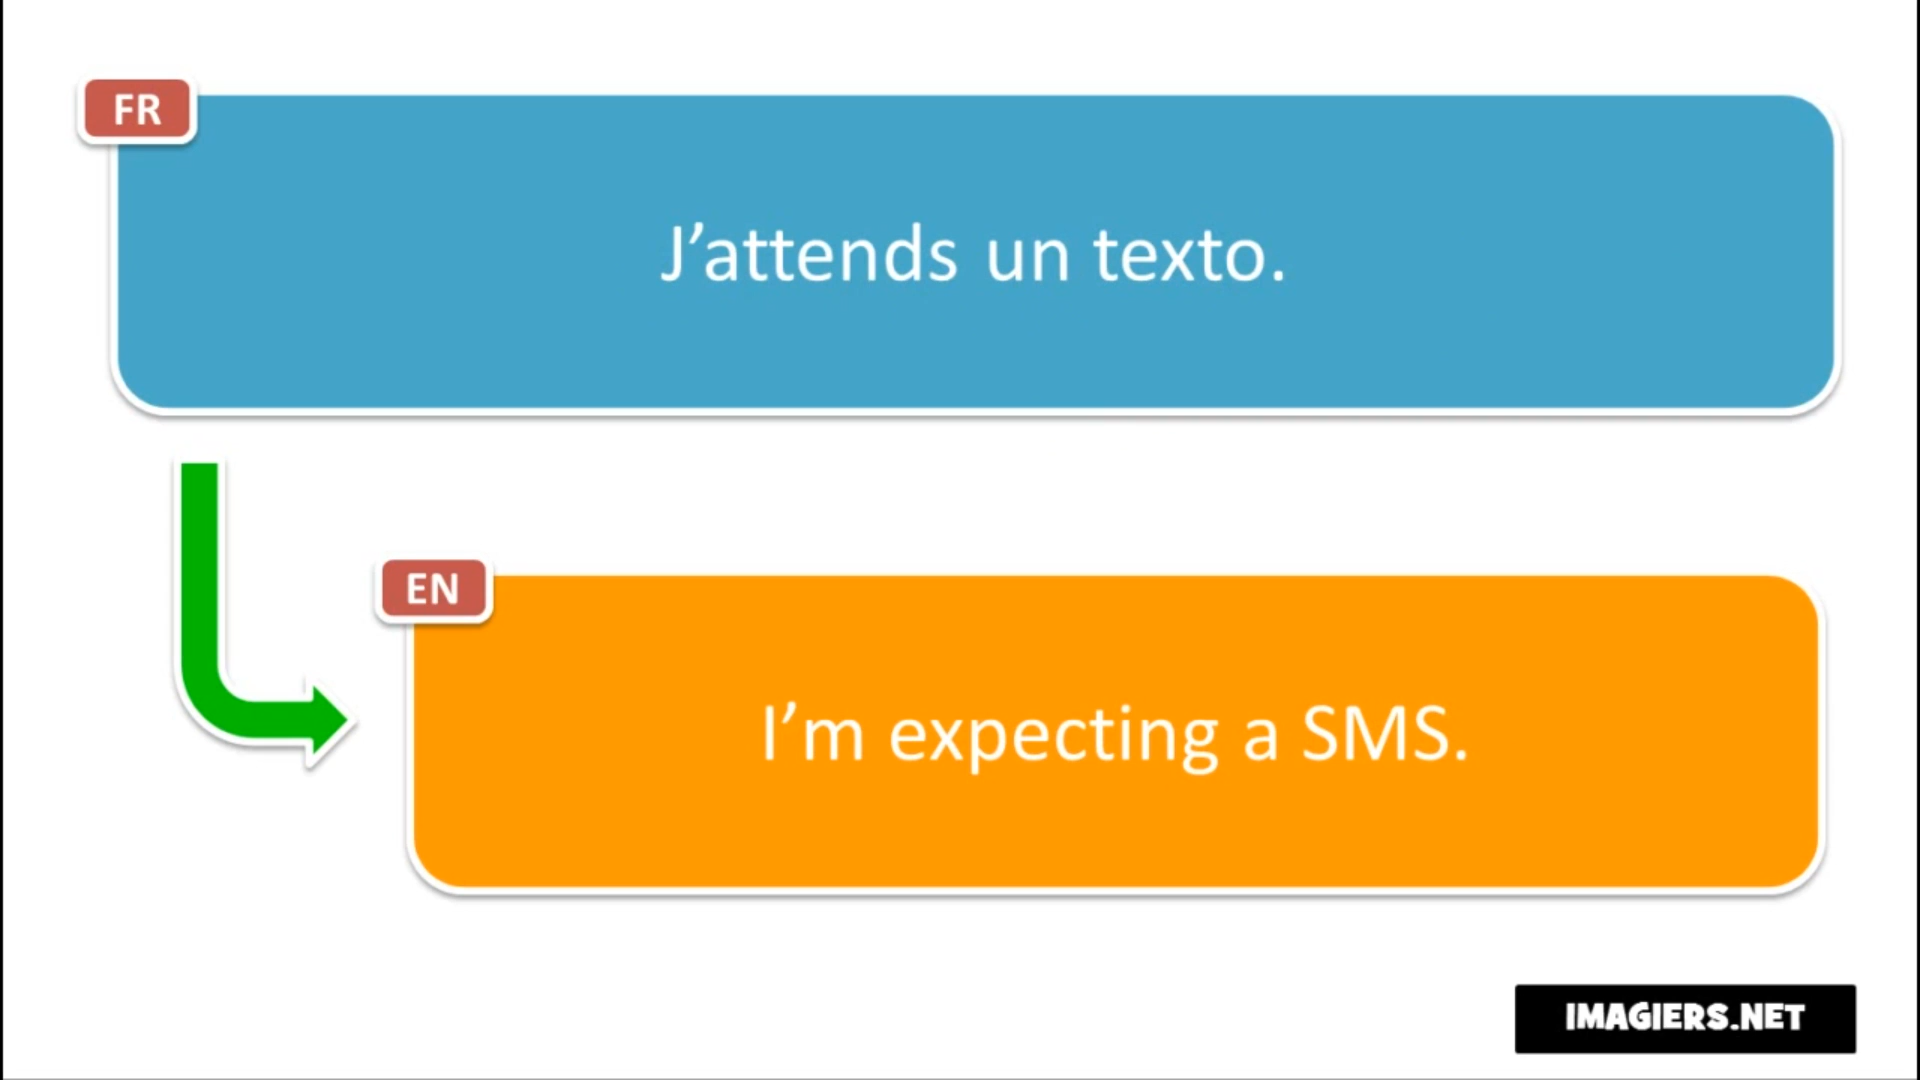 FR
J’attends un texto.
EN
I’m expecting a SMS.
IMAGIERS.NET